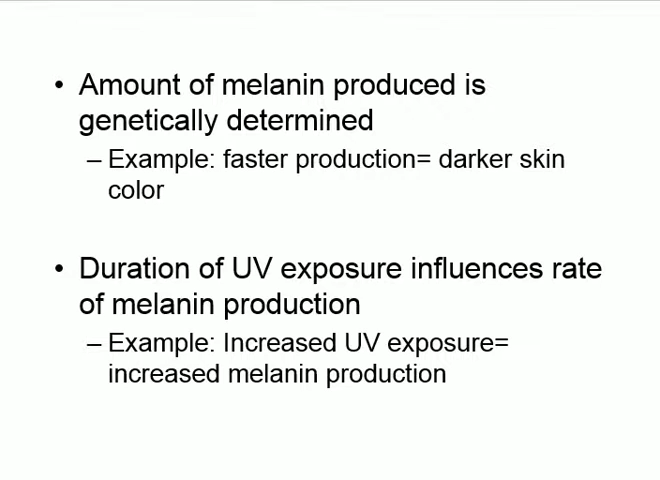 • Amount of melanin produced is
genetically determined
– Example: faster production= darker skin
color
• Duration of UV exposure influences rate
of melanin production
– Example: Increased UV exposure=
increased melanin production